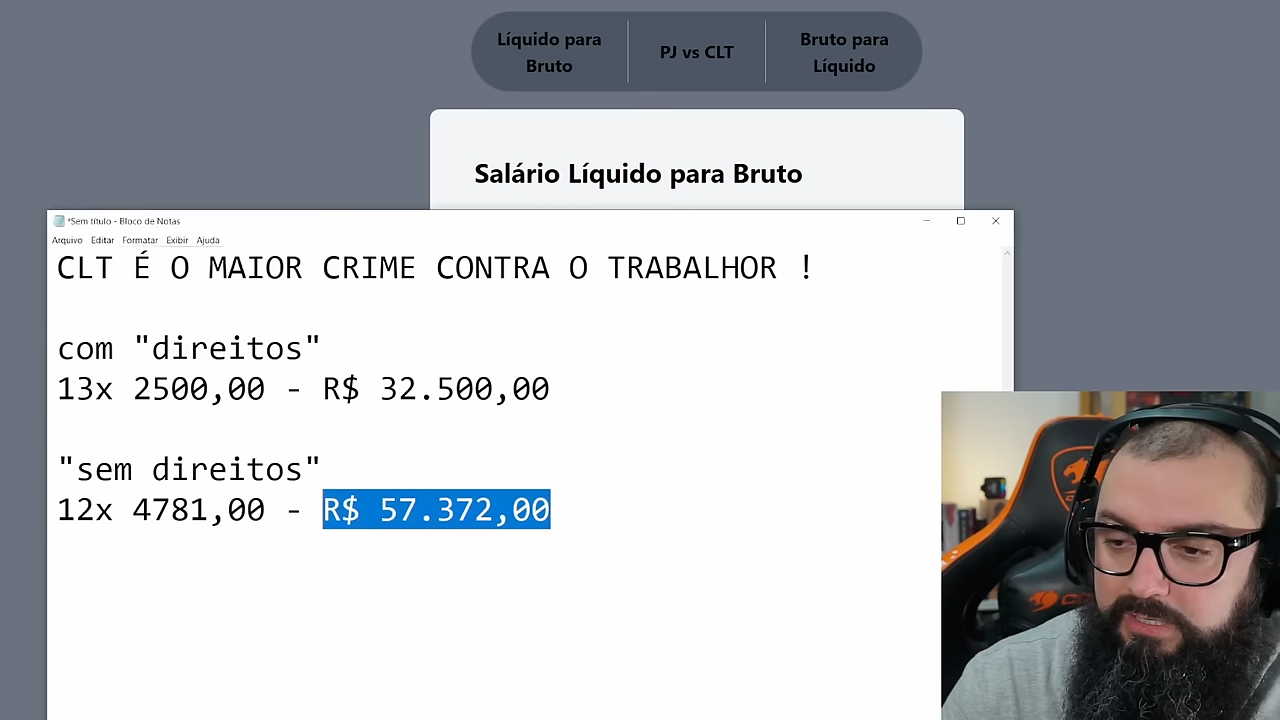 Líquido para
Bruto
PJ vs CLT
Bruto para
Líquido
Salário Líquido para Bruto
*Sem título - Bloco de Notas
Arquivo Editar Formatar Exibir Ajuda
CLT É O MAIOR CRIME CONTRA O TRABALHOR !
com "direitos"
13x 2500,00 - R$ 32.500,00
"sem direitos"
12x 4781,00 - R$ 57.372,00